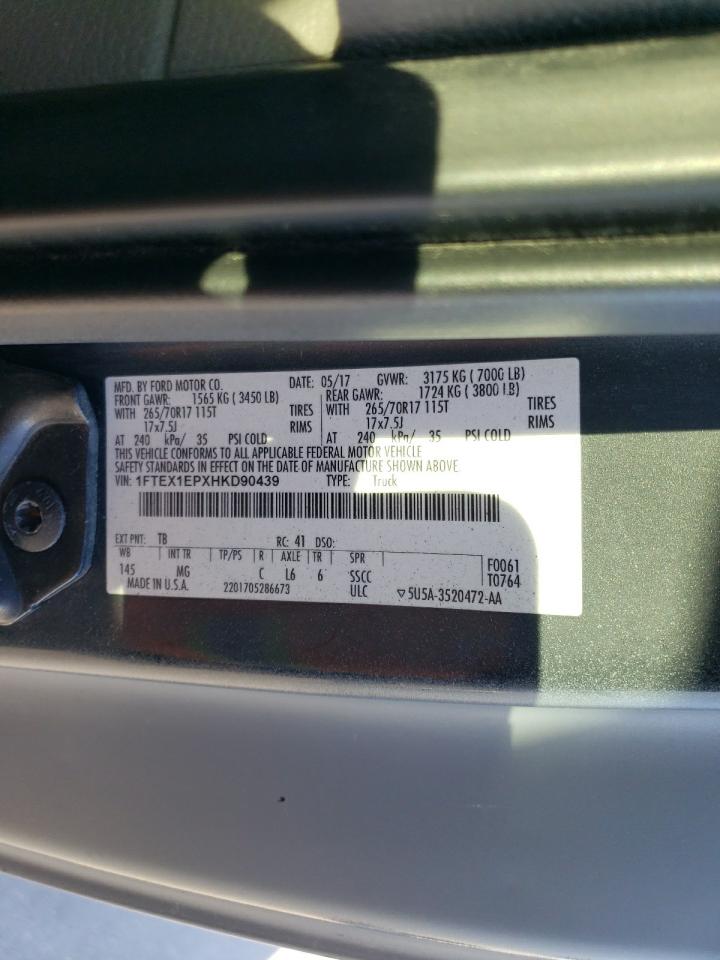 MFD. BY FORD MOTOR CO. DATE: 05/17 GVWR: 3175 KG ( 7000 LB)
FRONT GAWR: 1565 KG ( 3450 LB) REAR GAWR: 1724 KG ( 3800 LB)
WITH 265/70R17 115T TIRES WITH 265/70R17 115T TIRES
17x7.5J RIMS 17x7.5J RIMS
AT 240 kPa/ 35 PSI COLD AT 240 kPa/ 35 PSI COLD
THIS VEHICLE CONFORMS TO ALL APPLICABLE FEDERAL MOTOR VEHICLE
SAFETY STANDARDS IN EFFECT ON THE DATE OF MANUFACTURE SHOWN ABOVE.
VIN: 1FTEX1EPXHKD90439 TYPE: Truck
EXT PNT: TB RC: 41 DSO:
WB INT TR TP/PS R AXLE TR SPR F0061
145 MG C L6 6 SSCC T0764
MADE IN U.S.A. 2201705286673 ULC ▽5U5A-3520472-AA